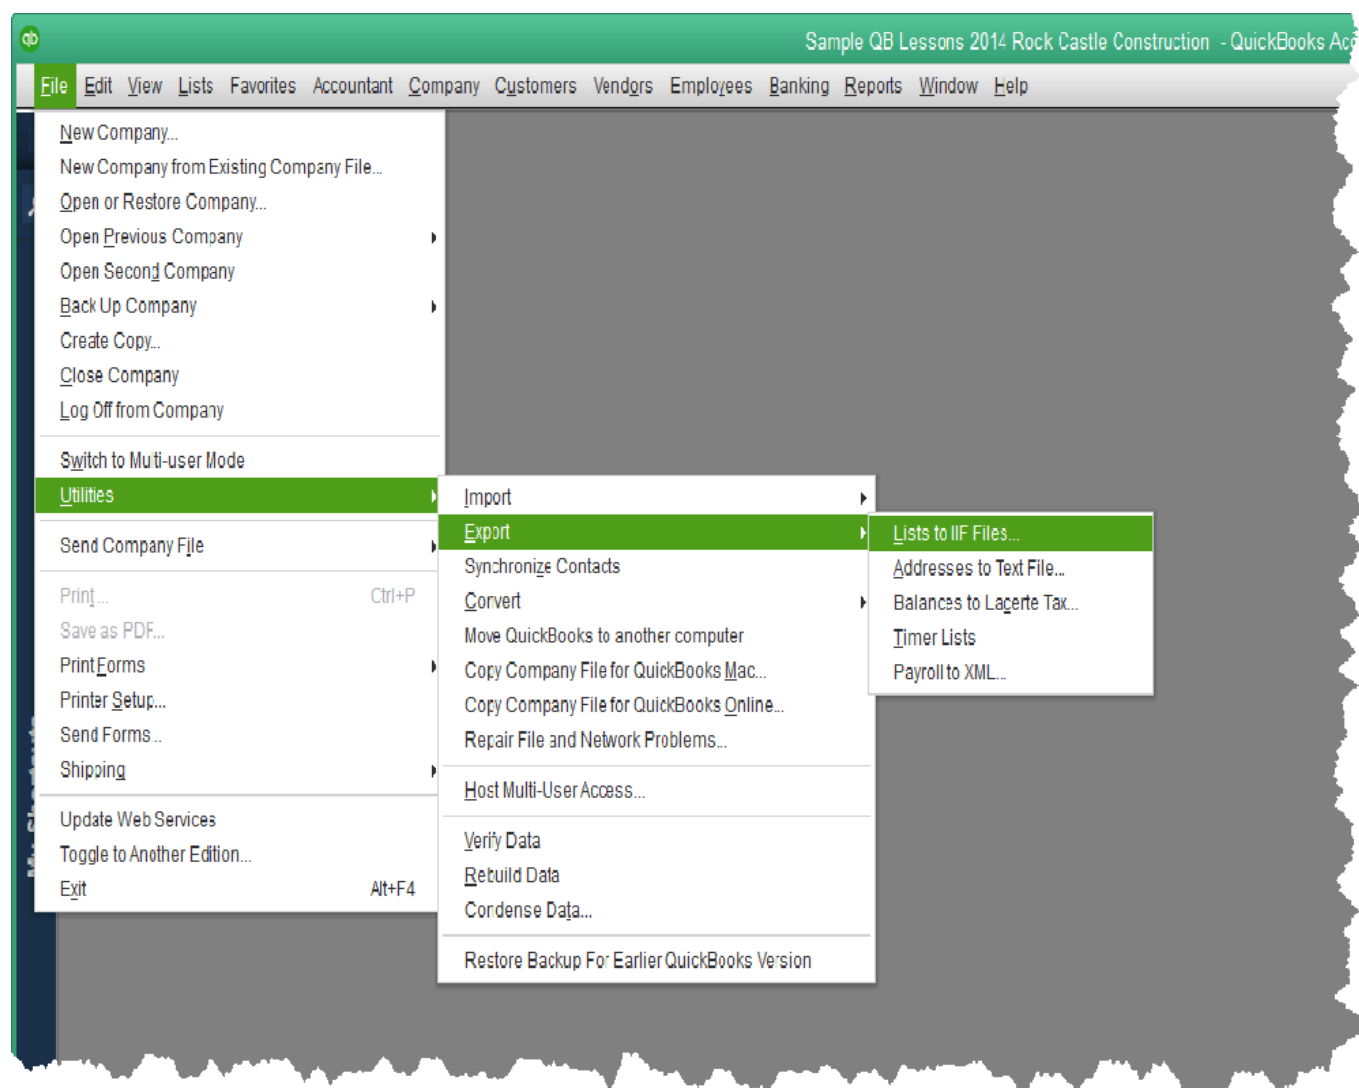 qb
Sample QB Lessons 2014 Rock Castle Construction - QuickBooks Acc
File Edit View Lists Favorites Accountant Company Customers Vendors Employees Banking Reports Window Help
New Company...
New Company from Existing Company File...
Open or Restore Company...
Open Previous Company
Open Second Company
Back Up Company
Create Copy...
Close Company
Log Off from Company
Switch to Multi-user Mode
Utilities
Send Company File
Print... Ctrl+P
Save as PDF...
Print Forms
Printer Setup...
Send Forms...
Shipping
Update Web Services
Toggle to Another Edition...
Exit Alt+F4
Import
Export
Synchronize Contacts
Convert
Move QuickBooks to another computer
Copy Company File for QuickBooks Mac...
Copy Company File for QuickBooks Online...
Repair File and Network Problems...
Host Multi-User Access...
Verify Data
Rebuild Data
Condense Data...
Restore Backup For Earlier QuickBooks Version
Lists to IIF Files...
Addresses to Text File...
Balances to Lacerte Tax...
Timer Lists
Payroll to XML...